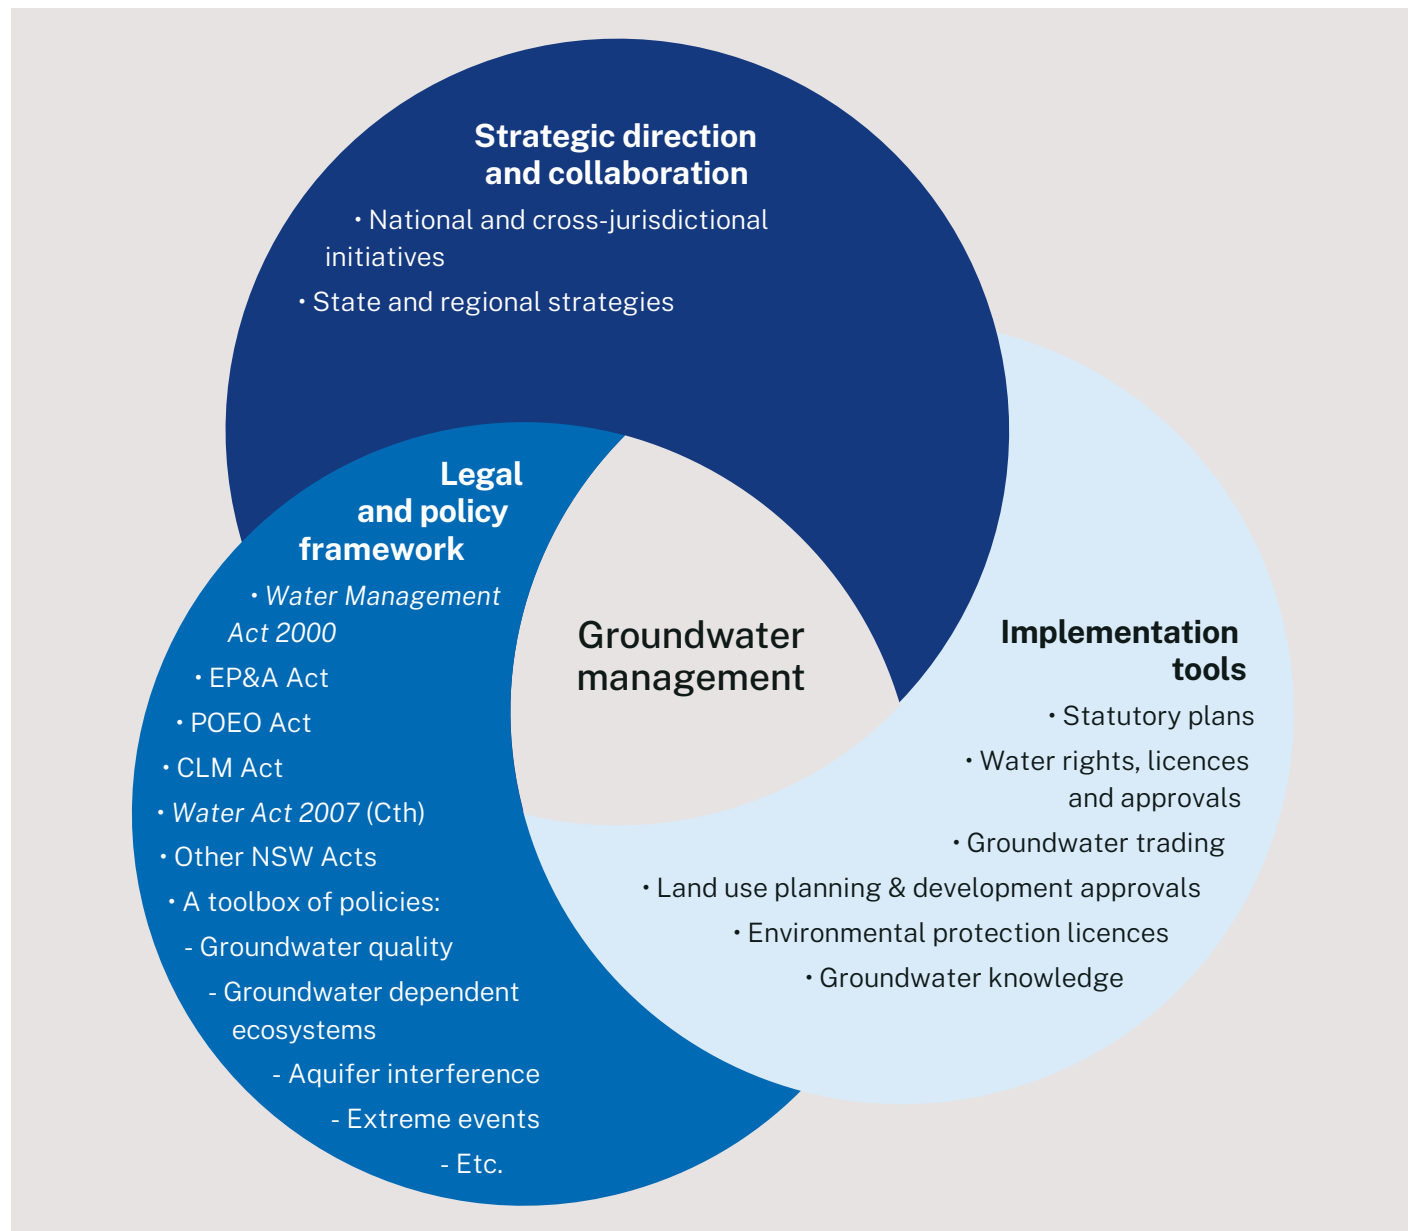 Strategic direction
and collaboration
• National and cross-jurisdictional
initiatives
• State and regional strategies
Legal
and policy
framework
• Water Management
Act 2000
• EP&A Act
• POEO Act
• CLM Act
• Water Act 2007 (Cth)
• Other NSW Acts
• A toolbox of policies:
- Groundwater quality
- Groundwater dependent
ecosystems
- Aquifer interference
- Extreme events
- Etc.
Groundwater
management
Implementation
tools
• Statutory plans
• Water rights, licences
and approvals
• Groundwater trading
• Land use planning & development approvals
• Environmental protection licences
• Groundwater knowledge